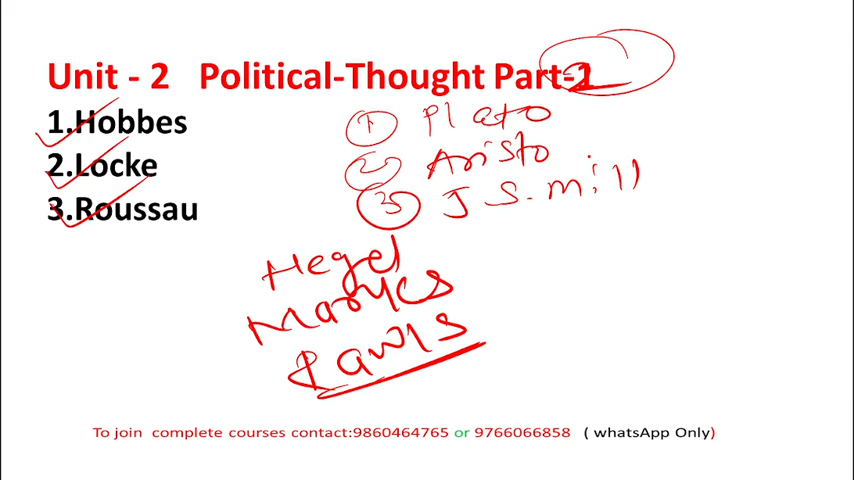 Unit - 2 Political-Thought Part-1
1.Hobbes
2.Locke
3.Roussau
1 Plato
2 Aristo
3 J S. mill
Hegel
Marxcs
Rawls
To join complete courses contact:9860464765 or 9766066858 ( whatsApp Only)